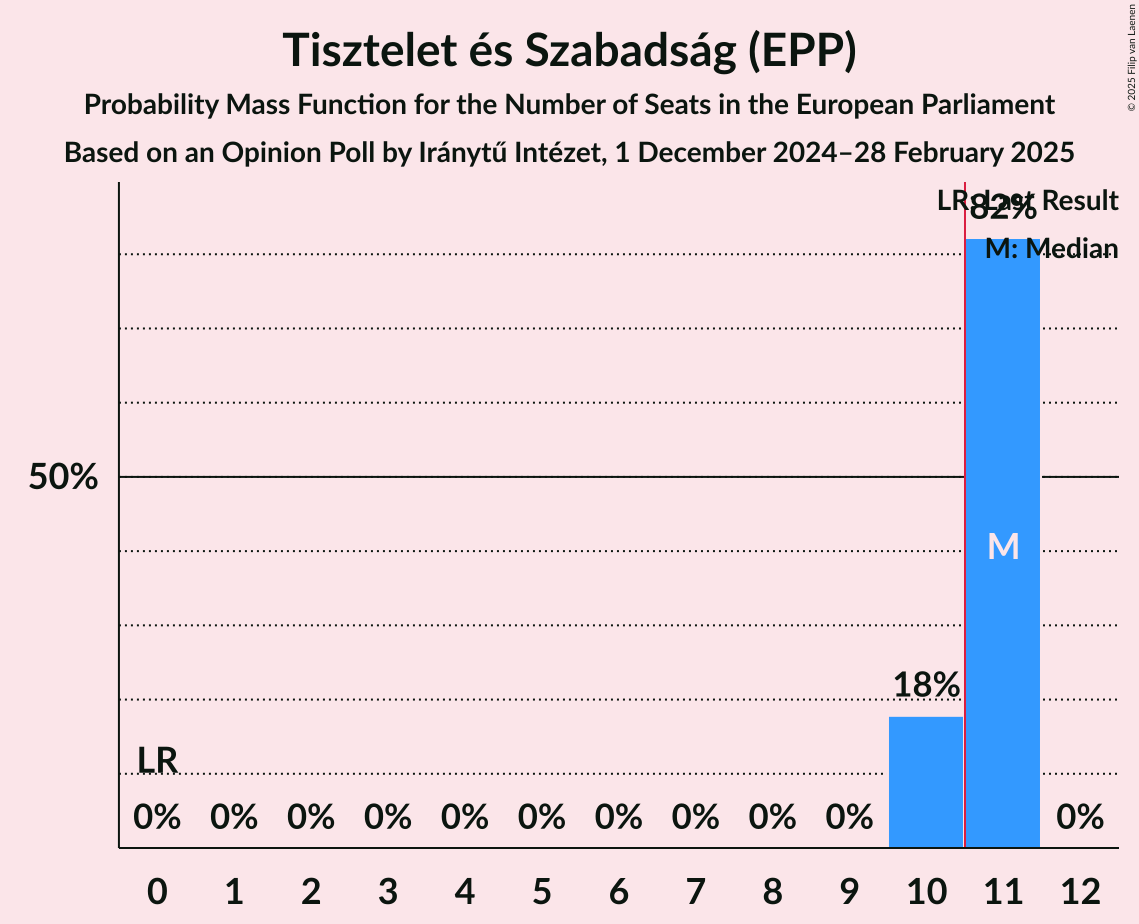 Tisztelet és Szabadság (EPP)
Probability Mass Function for the Number of Seats in the European Parliament
Based on an Opinion Poll by Iránytű Intézet, 1 December 2024–28 February 2025
© 2025 Filip van Laenen
LR: Last Result
82%
M: Median
50%
M
18%
LR
0% 0% 0% 0% 0% 0% 0% 0% 0% 0% 0%
0 1 2 3 4 5 6 7 8 9 10 11 12